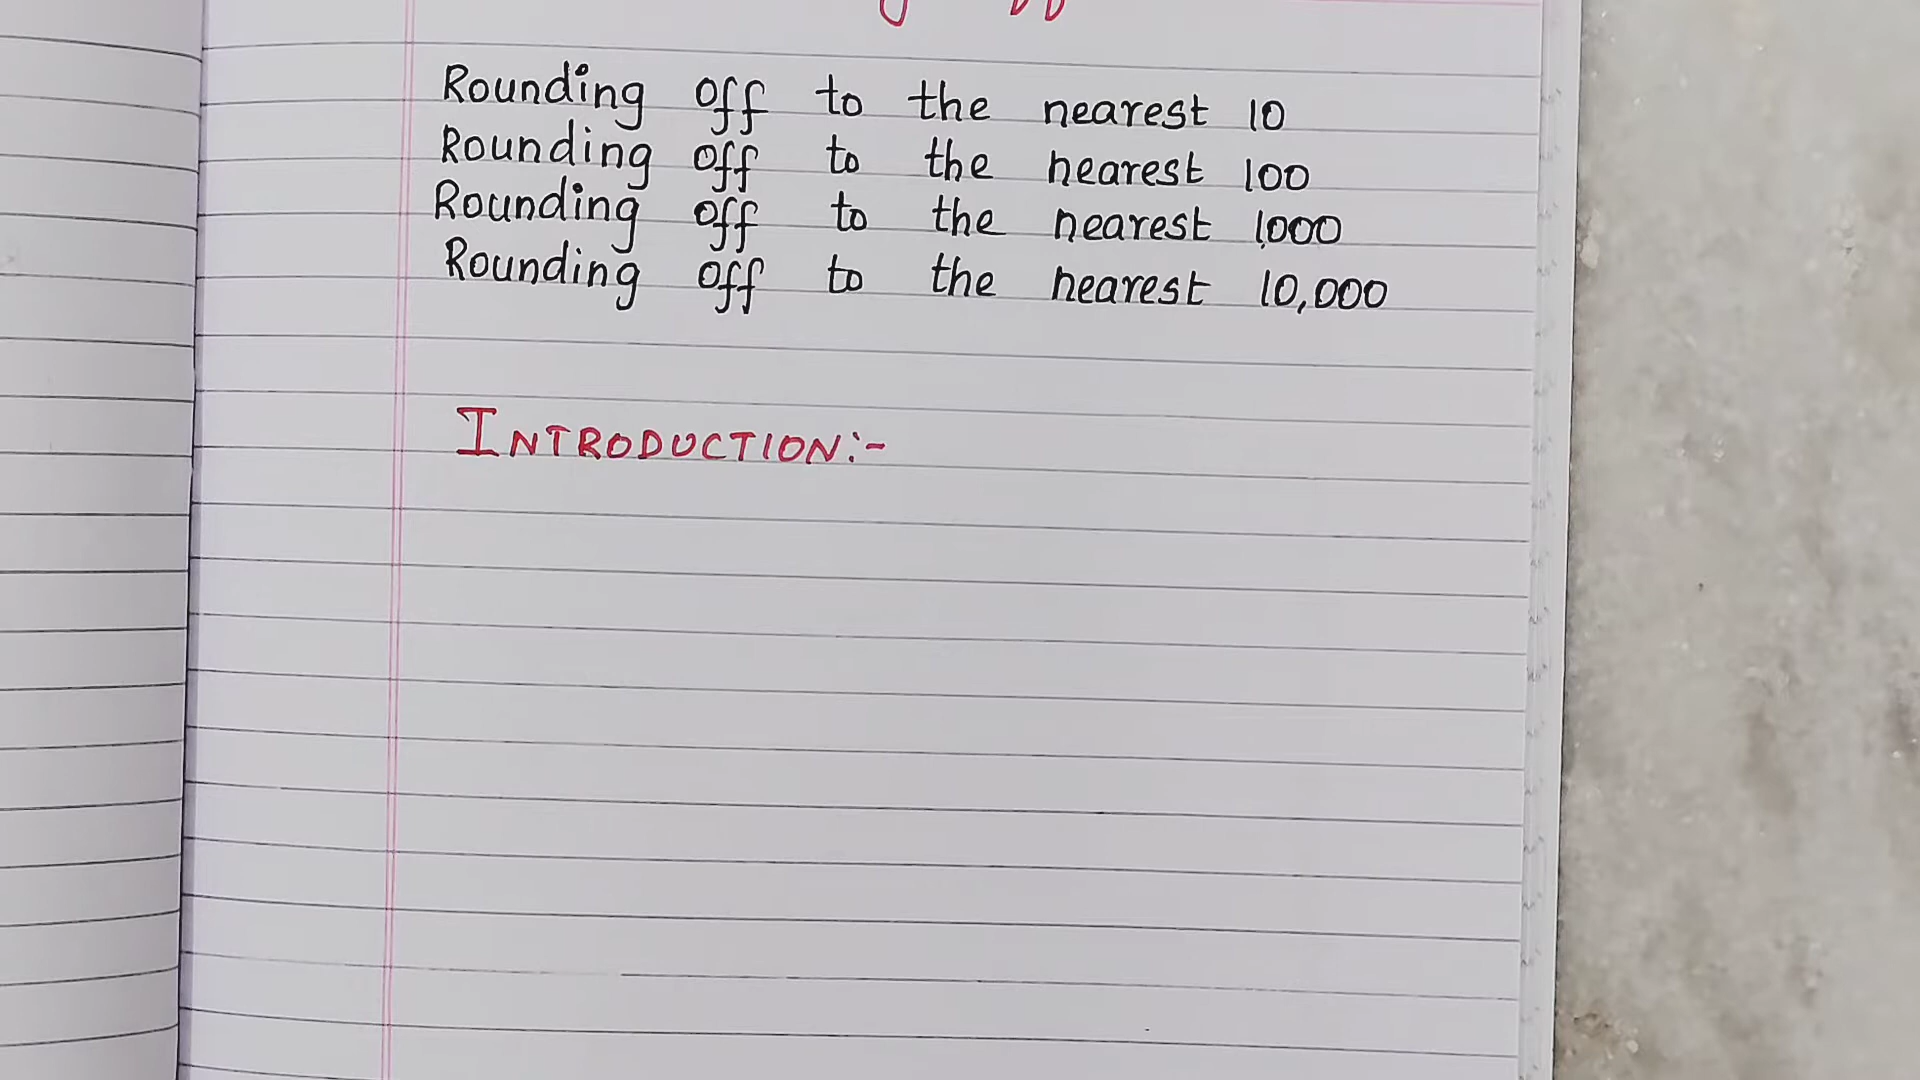 Rounding off to the nearest 10
Rounding off to the nearest 100
Rounding off to the nearest 1,000
Rounding off to the nearest 10,000
INTRODUCTION:-